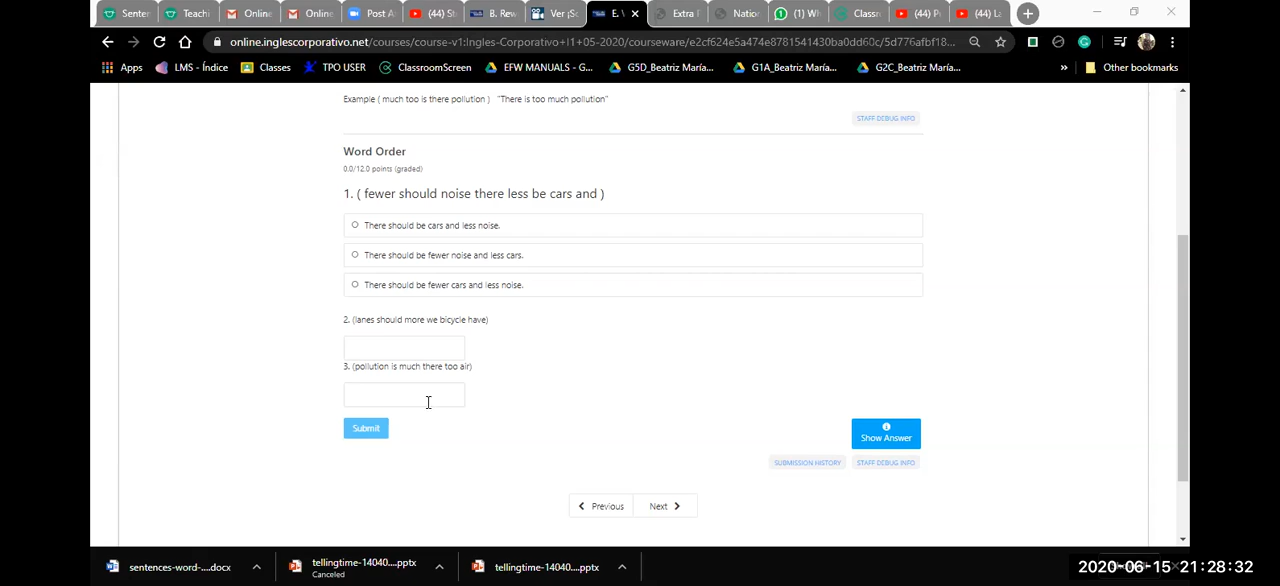 Senter
Teachi
Online
Online
Post A
(44) St
B. Rew
Ver ¡Sc
E. V
Extra I
Nation
(1) Wh
Classro
(44) P
(44) La
online.inglescorporativo.net/courses/course-v1:Ingles-Corporativo+I1+05-2020/courseware/e2cf624e5a474e8781541430ba0dd60c/5d776afbf18...
Apps
LMS - Índice
Classes
TPO USER
ClassroomScreen
EFW MANUALS - G...
G5D_Beatriz María...
G1A_Beatriz María...
G2C_Beatriz María...
»
Other bookmarks
Example ( much too is there pollution ) "There is too much pollution"
STAFF DEBUG INFO
Word Order
0.0/12.0 points (graded)
1. ( fewer should noise there less be cars and )
There should be cars and less noise.
There should be fewer noise and less cars.
There should be fewer cars and less noise.
2. (lanes should more we bicycle have)
3. (pollution is much there too air)
Submit
Show Answer
SUBMISSION HISTORY
STAFF DEBUG INFO
Previous
Next
sentences-word-....docx
tellingtime-14040....pptx
Canceled
tellingtime-14040....pptx
2020-06-15 21:28:32